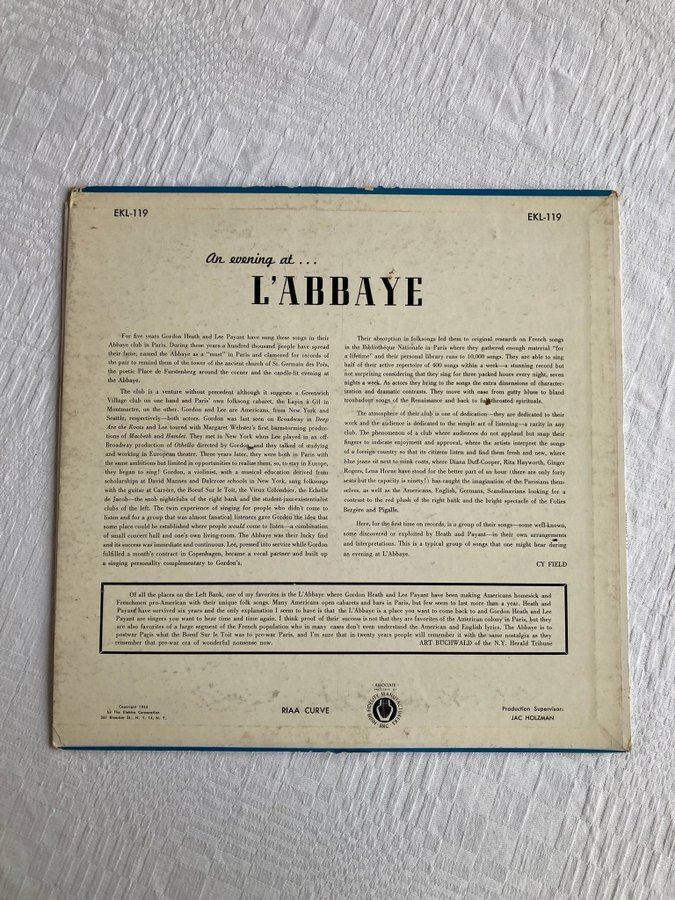 EKL-119
EKL-119
An evening at...
L'ABBAYE
For five years Gordon Heath and Lee Payant have sung these songs in their
Abbaye club in Paris. During those years a hundred thousand people have spread
their fame, named the Abbaye as a "must" in Paris and clamored for records of
the pair to remind them of the tower of the ancient church of St. Germain des Prés,
the poetic Place de Furstenberg around the corner and the candle-lit evening at
the Abbaye.
The club is a venture without precedent although it suggests a Greenwich
Village club on one hand and Paris' own folksong cabaret, the Lapin à Gil in
Montmartre, on the other. Gordon and Lee are Americans, from New York and
Seattle, respectively—both actors. Gordon was last seen on Broadway in Deep
Are the Roots and Lee toured with Margaret Webster's first barnstorming produc-
tions of Macbeth and Hamlet. They met in New York when Lee played in an off-
Broadway production of Othello directed by Gordon and they talked of studying
and working in European theatre. Three years later, they were both in Paris with
the same ambitions but limited in opportunities to realize them, so, to stay in Europe,
they began to sing! Gordon, a violinist, with a musical education derived from
scholarships at David Mannes and Dalcroze schools in New York, sang folksongs
with the guitar at Carrère, the Boeuf Sur le Toit, the Vieux Colombier, the Echelle
de Jacob—the snob nightclubs of the right bank and the student-jazz-existentialist
clubs of the left. The twin experience of singing for people who didn't come to
listen and for a group that was almost fanatical listeners gave Gordon the idea that
some place could be established where people would come to listen—a combination
of small concert hall and one's own living-room. The Abbaye was their lucky find
and its success was immediate and continuous. Lee, pressed into service while Gordon
fulfilled a month's contract in Copenhagen, became a vocal partner and built up
a singing personality complementary to Gordon's.
Their absorption in folksongs led them to original research on French songs
in the Bibliothèque Nationale in Paris where they gathered enough material "for
a lifetime" and their personal library runs to 10,000 songs. They are able to sing
half of their active repertoire of 400 songs within a week—a stunning record and
not surprising considering that they sing for three packed hours every night, seven
nights a week. As actors they bring to the songs the extra dimensions of character-
ization and dramatic contrasts. They move with ease from gutty blues to bland
troubadour songs of the Renaissance and back to full-throated spirituals.
The atmosphere of their club is one of dedication—they are dedicated to their
work and the audience is dedicated to the simple act of listening—a rarity in any
club. The phenomenon of a club where audiences do not applaud but snap their
fingers to indicate enjoyment and approval, where the artists interpret the songs
of a foreign country so that its citizens listen and find them fresh and new, where
blue jeans sit next to mink coats, where Diana Duff-Cooper, Rita Hayworth, Ginger
Rogers, Lena Horne have stood for the better part of an hour (there are only forty
seats but the capacity is ninety!) has caught the imagination of the Parisians them-
selves, as well as the Americans, English, Germans, Scandinavians looking for a
contrast to the red plush of the right bank and the bright spectacle of the Folies
Bergère and Pigalle.
Here, for the first time on records, is a group of their songs—some well-known,
some discovered or exploited by Heath and Payant—in their own arrangements
and interpretations. This is a typical group of songs that one might hear during
an evening at L'Abbaye.
CY FIELD
Of all the places on the Left Bank, one of my favorites is the L'Abbaye where Gordon Heath and Lee Payant have been making Americans homesick and
Frenchmen pro-American with their unique folk songs. Many Americans open cabarets and bars in Paris, but few seem to last more than a year. Heath and
Payant have survived six years and the only explanation I seem to have is that the L'Abbaye is a place you want to come back to and Gordon Heath and Lee
Payant are singers you want to hear time and time again. I think proof of their success is not that they are favorites of the American colony in Paris, but they
are also favorites of a large segment of the French population who in many cases don't even understand the American and English lyrics. The Abbaye is to
postwar Paris what the Boeuf Sur le Toit was to pre-war Paris, and I'm sure that in twenty years people will remember it with the same nostalgia as they
remember that pre-war era of wonderful nonsense now. ART BUCHWALD of the N.Y. Herald Tribune
Copyright 1954
by The Elektra Corporation
361 Bleecker St., N. Y. 14, N. Y.
RIAA CURVE
ASSOCIATE
HIGH FIDELITY MANUFACTURERS INC.
Production Supervisor:
JAC HOLZMAN